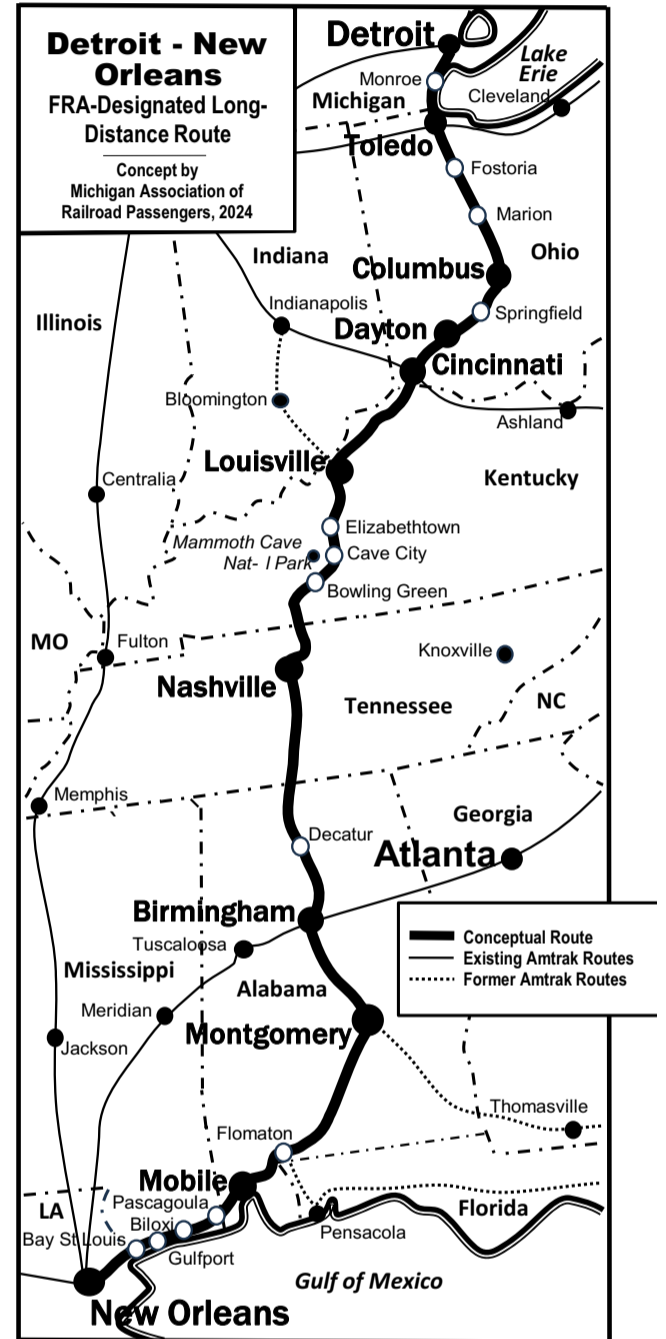 Detroit - New
Orleans
FRA-Designated Long-
Distance Route
Concept by
Michigan Association of
Railroad Passengers, 2024
Detroit
Lake
Erie
Monroe
Michigan
Cleveland
Toledo
Fostoria
Marion
Indiana
Ohio
Columbus
Indianapolis
Springfield
Illinois
Dayton
Cincinnati
Bloomington
Ashland
Louisville
Kentucky
Centralia
Elizabethtown
Mammoth Cave
Nat- l Park
Cave City
Bowling Green
MO
Fulton
Knoxville
Nashville
Tennessee
NC
Memphis
Georgia
Decatur
Atlanta
Birmingham
Tuscaloosa
Conceptual Route
Existing Amtrak Routes
Former Amtrak Routes
Mississippi
Alabama
Meridian
Montgomery
Jackson
Thomasville
Flomaton
Mobile
Pascagoula
LA
Biloxi
Florida
Bay St Louis
Pensacola
Gulfport
Gulf of Mexico
New Orleans